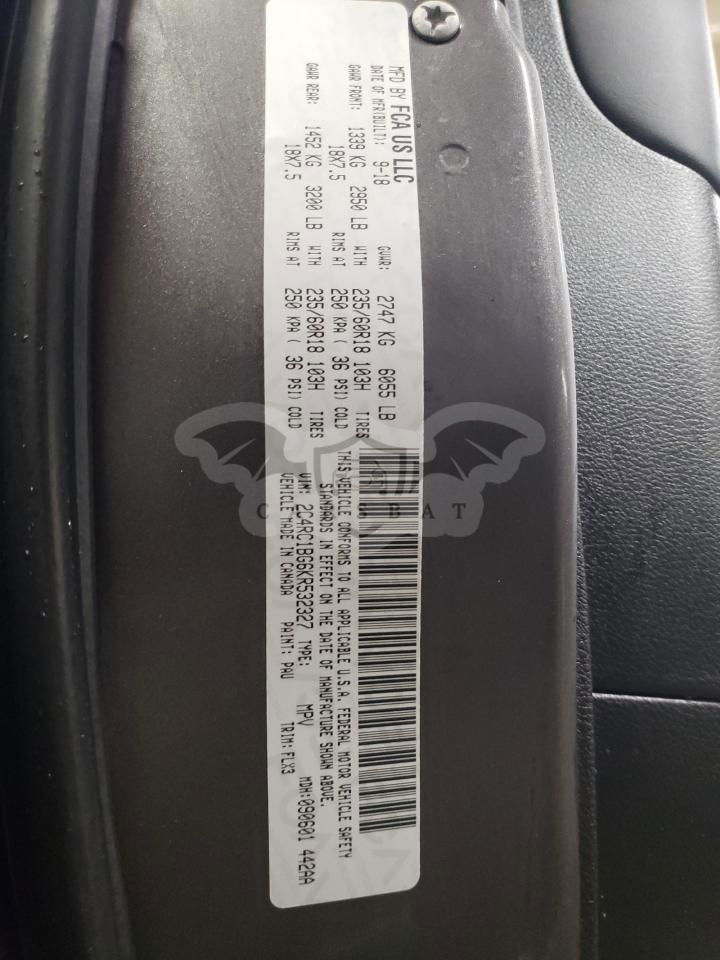 MFD BY FCA US LLC
DATE OF MFR(BUILT): 9-18 GVWR: 2747 KG 6055 LB
GAWR FRONT: 1339 KG 2950 LB WITH 235/60R18 103H TIRES
18X7.5 RIMS AT 250 KPA ( 36 PSI) COLD
GAWR REAR: 1452 KG 3200 LB WITH 235/60R18 103H TIRES
18X7.5 RIMS AT 250 KPA ( 36 PSI) COLD
THIS VEHICLE CONFORMS TO ALL APPLICABLE U.S.A. FEDERAL MOTOR VEHICLE SAFETY
STANDARDS IN EFFECT ON THE DATE OF MANUFACTURE SHOWN ABOVE.
VIN: 2C4RC1BG6KR532327 TYPE: MPV MDH:090601 442AA
VEHICLE MADE IN CANADA PAINT: PAU TRIM:FLX3